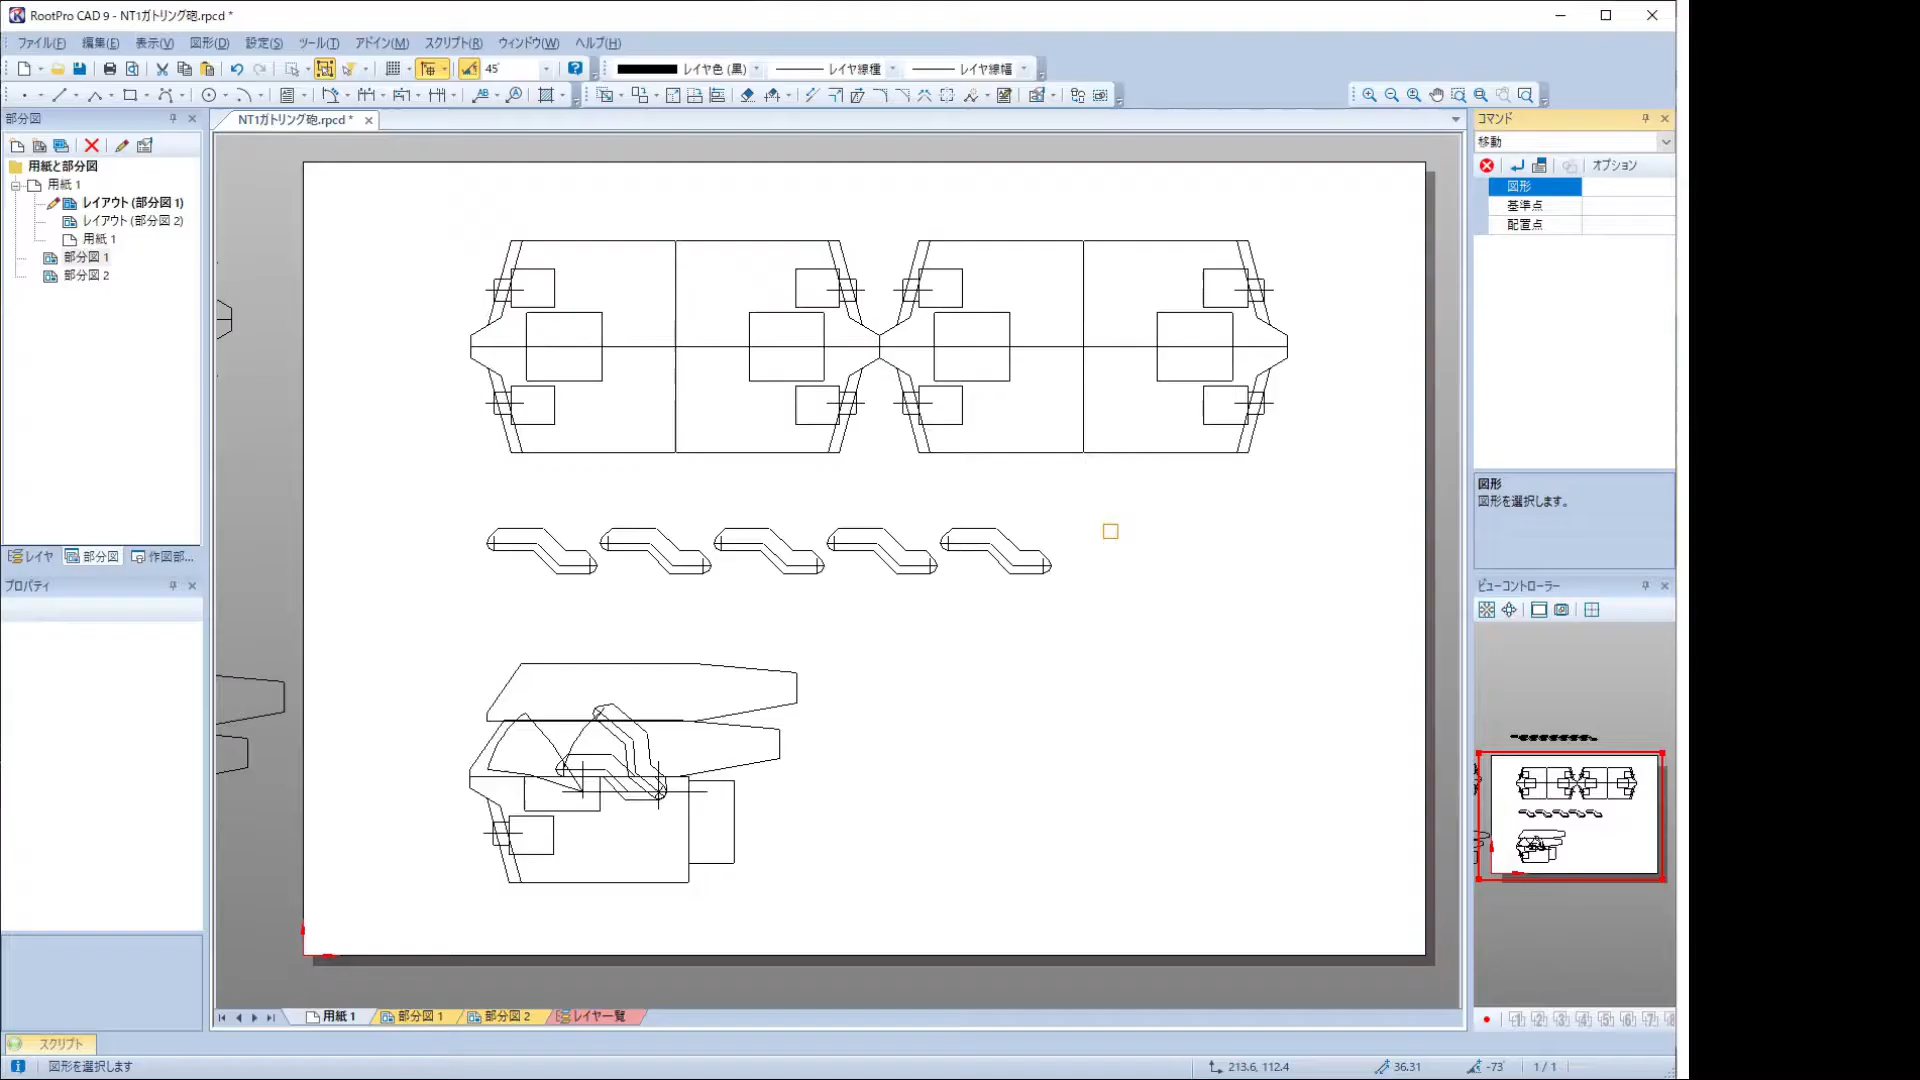 RootPro CAD 9 - NT1ガトリング砲.rpcd *
ファイル(F) 編集(E) 表示(V) 図形(D) 設定(S) ツール(T) アドイン(M) スクリプト(R) ウィンドウ(W) ヘルプ(H)
45° レイヤ色 (黒) レイヤ線種 レイヤ線幅
部分図
NT1ガトリング砲.rpcd *
コマンド
移動
オプション
用紙と部分図
用紙 1
レイアウト (部分図 1)
レイアウト (部分図 2)
用紙 1
部分図 1
部分図 2
図形
基準点
配置点
図形
図形を選択します。
レイヤ 部分図 作図部...
プロパティ
ビューコントローラー
用紙 1 部分図 1 部分図 2 レイヤ一覧
スクリプト
図形を選択します
213.6, 112.4 36.31 -73° 1 / 1